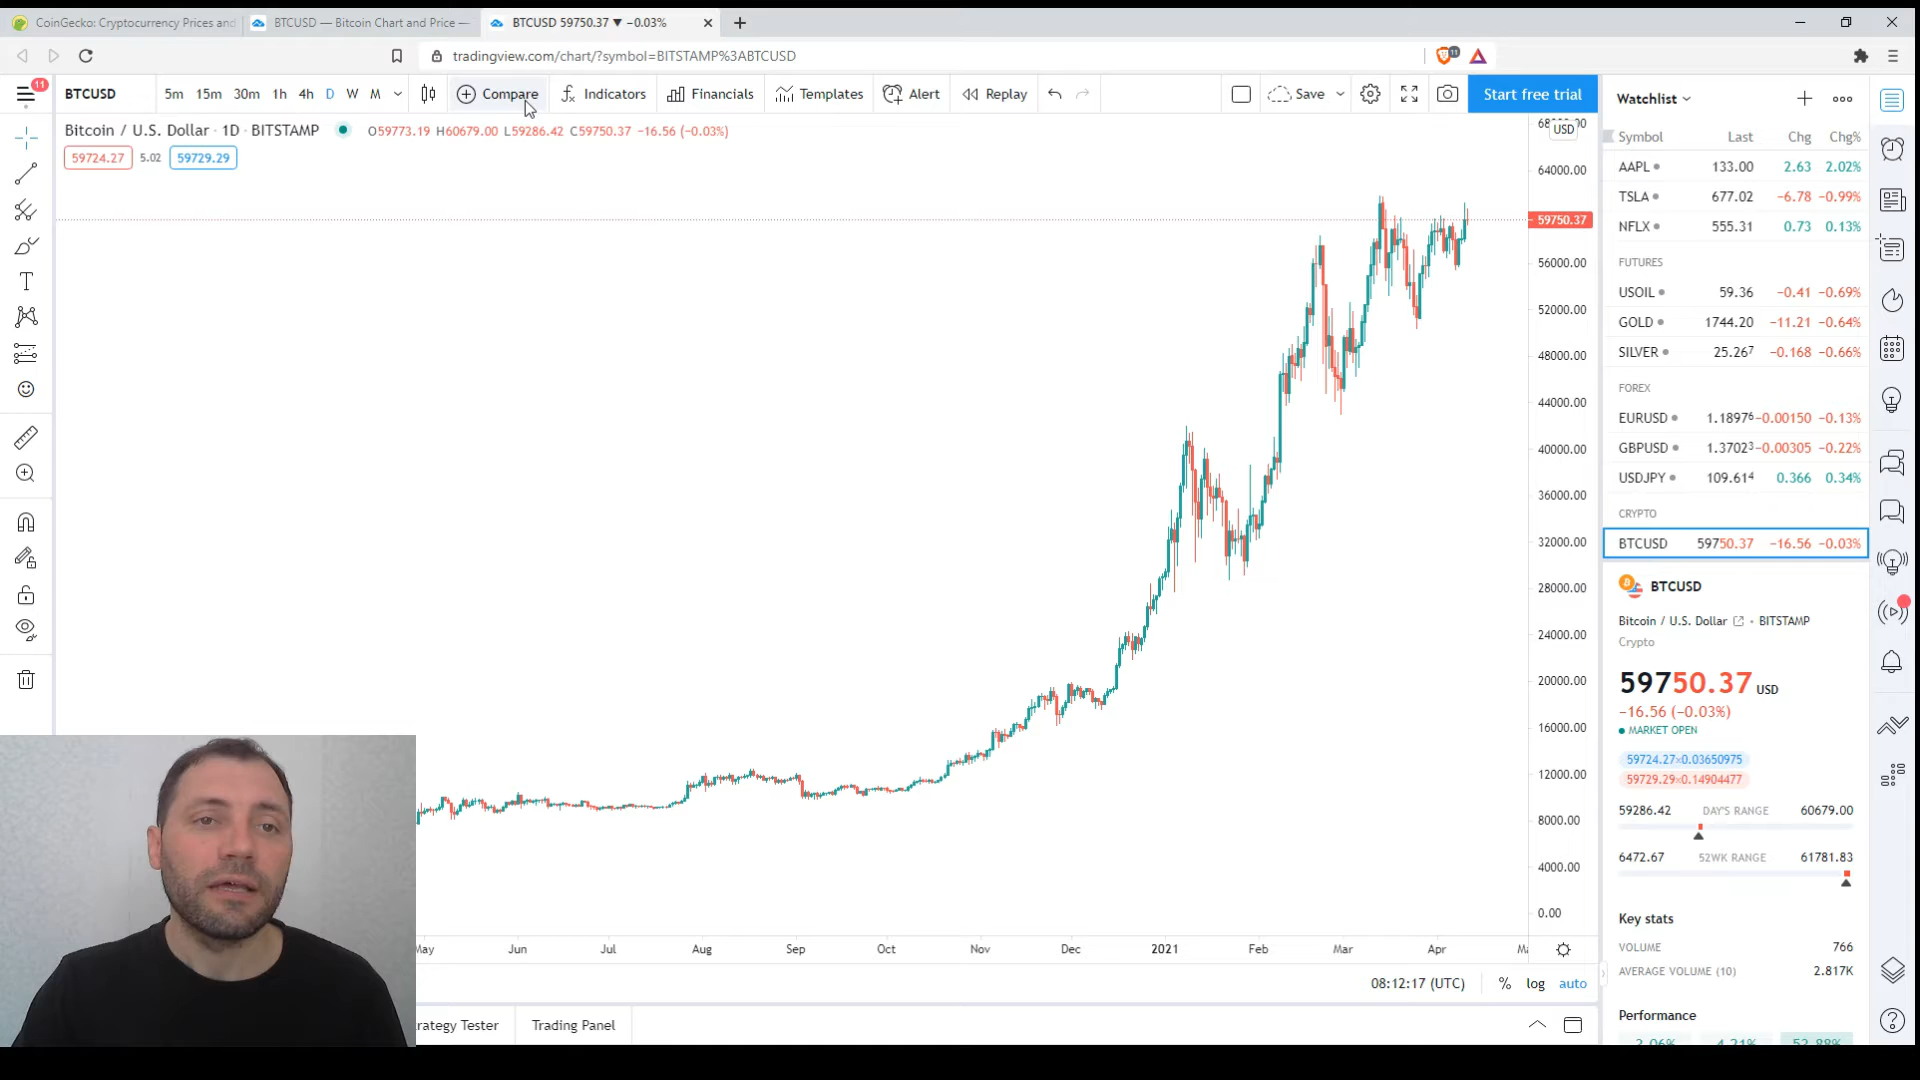 CoinGecko: Cryptocurrency Prices and
BTCUSD — Bitcoin Chart and Price —
BTCUSD 59750.37 ▼ −0.03%
tradingview.com/chart/?symbol=BITSTAMP%3ABTCUSD
11
11
BTCUSD
5m 15m 30m 1h 4h D W M
Compare
Indicators
Financials
Templates
Alert
Replay
Save
Start free trial
Bitcoin / U.S. Dollar · 1D · BITSTAMP
O59773.19 H60679.00 L59286.42 C59750.37 −16.56 (−0.03%)
59724.27 5.02 59729.29
USD
64000.00
59750.37
56000.00
52000.00
48000.00
44000.00
40000.00
36000.00
32000.00
28000.00
24000.00
20000.00
16000.00
12000.00
8000.00
4000.00
0.00
May Jun Jul Aug Sep Oct Nov Dec 2021 Feb Mar Apr
08:12:17 (UTC) % log auto
rategy Tester
Trading Panel
Watchlist
Symbol Last Chg Chg%
AAPL 133.00 2.63 2.02%
TSLA 677.02 −6.78 −0.99%
NFLX 555.31 0.73 0.13%
FUTURES
USOIL 59.36 −0.41 −0.69%
GOLD 1744.20 −11.21 −0.64%
SILVER 25.267 −0.168 −0.66%
FOREX
EURUSD 1.18976 −0.00150 −0.13%
GBPUSD 1.37023 −0.00305 −0.22%
USDJPY 109.614 0.366 0.34%
CRYPTO
BTCUSD 59750.37 −16.56 −0.03%
BTCUSD
Bitcoin / U.S. Dollar · BITSTAMP
Crypto
59750.37 USD
−16.56 (−0.03%)
MARKET OPEN
59724.27×0.03650975
59729.29×0.14904477
59286.42 DAY'S RANGE 60679.00
6472.67 52WK RANGE 61781.83
Key stats
VOLUME 766
AVERAGE VOLUME (10) 2.817K
Performance